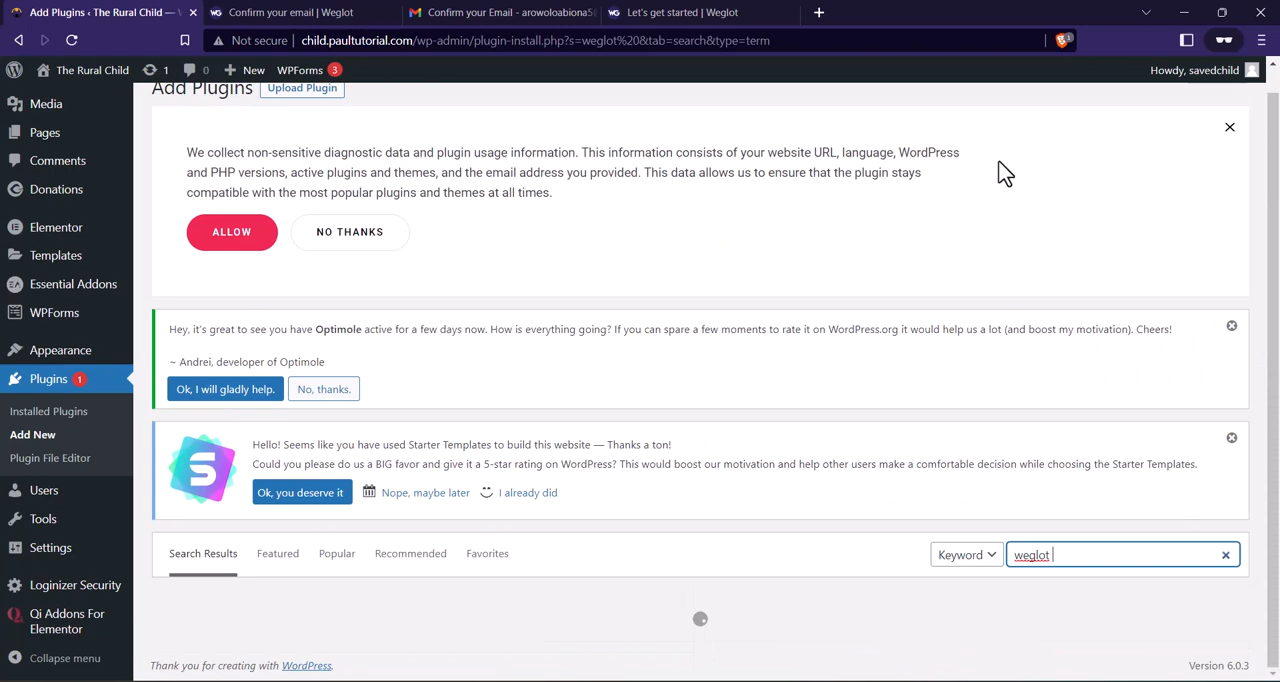 Add Plugins ‹ The Rural Child —
Confirm your email | Weglot
Confirm your Email - arowoloabiona5
Let's get started | Weglot
Not secure | child.paultutorial.com/wp-admin/plugin-install.php?s=weglot%20&tab=search&type=term
1
The Rural Child 1 0 New WPForms 3
Howdy, savedchild
Media
Pages
Comments
Donations
Elementor
Templates
Essential Addons
WPForms
Appearance
Plugins 1
Installed Plugins
Add New
Plugin File Editor
Users
Tools
Settings
Loginizer Security
Qi Addons For
Elementor
Collapse menu
Add Plugins Upload Plugin
We collect non-sensitive diagnostic data and plugin usage information. This information consists of your website URL, language, WordPress
and PHP versions, active plugins and themes, and the email address you provided. This data allows us to ensure that the plugin stays
compatible with the most popular plugins and themes at all times.
ALLOW NO THANKS
Hey, it's great to see you have Optimole active for a few days now. How is everything going? If you can spare a few moments to rate it on WordPress.org it would help us a lot (and boost my motivation). Cheers!
~ Andrei, developer of Optimole
Ok, I will gladly help. No, thanks.
Hello! Seems like you have used Starter Templates to build this website — Thanks a ton!
Could you please do us a BIG favor and give it a 5-star rating on WordPress? This would boost our motivation and help other users make a comfortable decision while choosing the Starter Templates.
Ok, you deserve it Nope, maybe later I already did
Search Results Featured Popular Recommended Favorites Keyword weglot
Thank you for creating with WordPress. Version 6.0.3